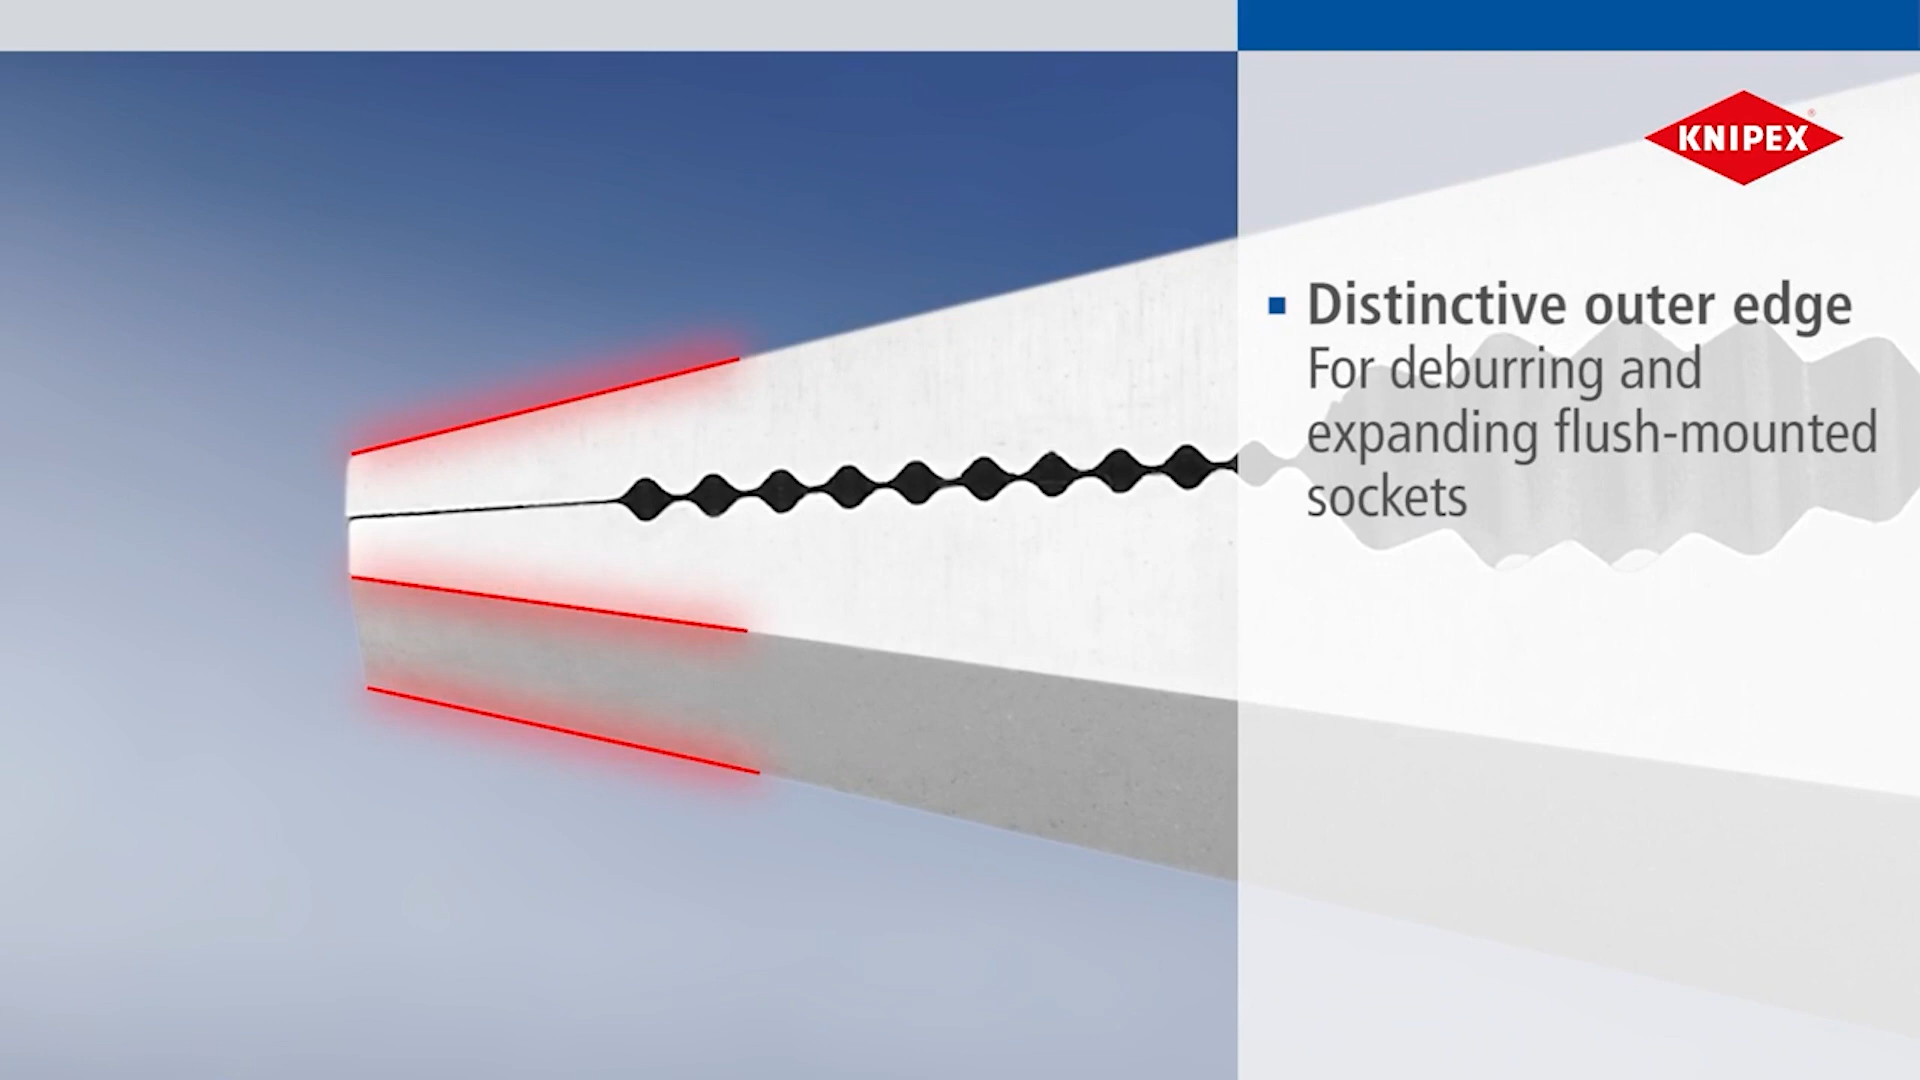 KNIPEX
Distinctive outer edge
For deburring and
expanding flush-mounted
sockets